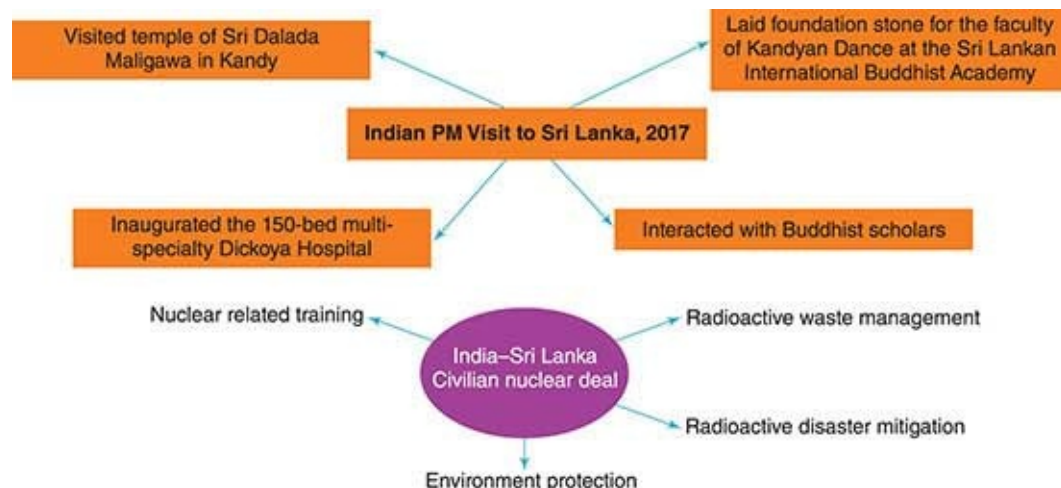 Visited temple of Sri Dalada
Maligawa in Kandy
Laid foundation stone for the faculty
of Kandyan Dance at the Sri Lankan
International Buddhist Academy
Indian PM Visit to Sri Lanka, 2017
Inaugurated the 150-bed multi-
specialty Dickoya Hospital
Interacted with Buddhist scholars
Nuclear related training
Radioactive waste management
India–Sri Lanka
Civilian nuclear deal
Radioactive disaster mitigation
Environment protection